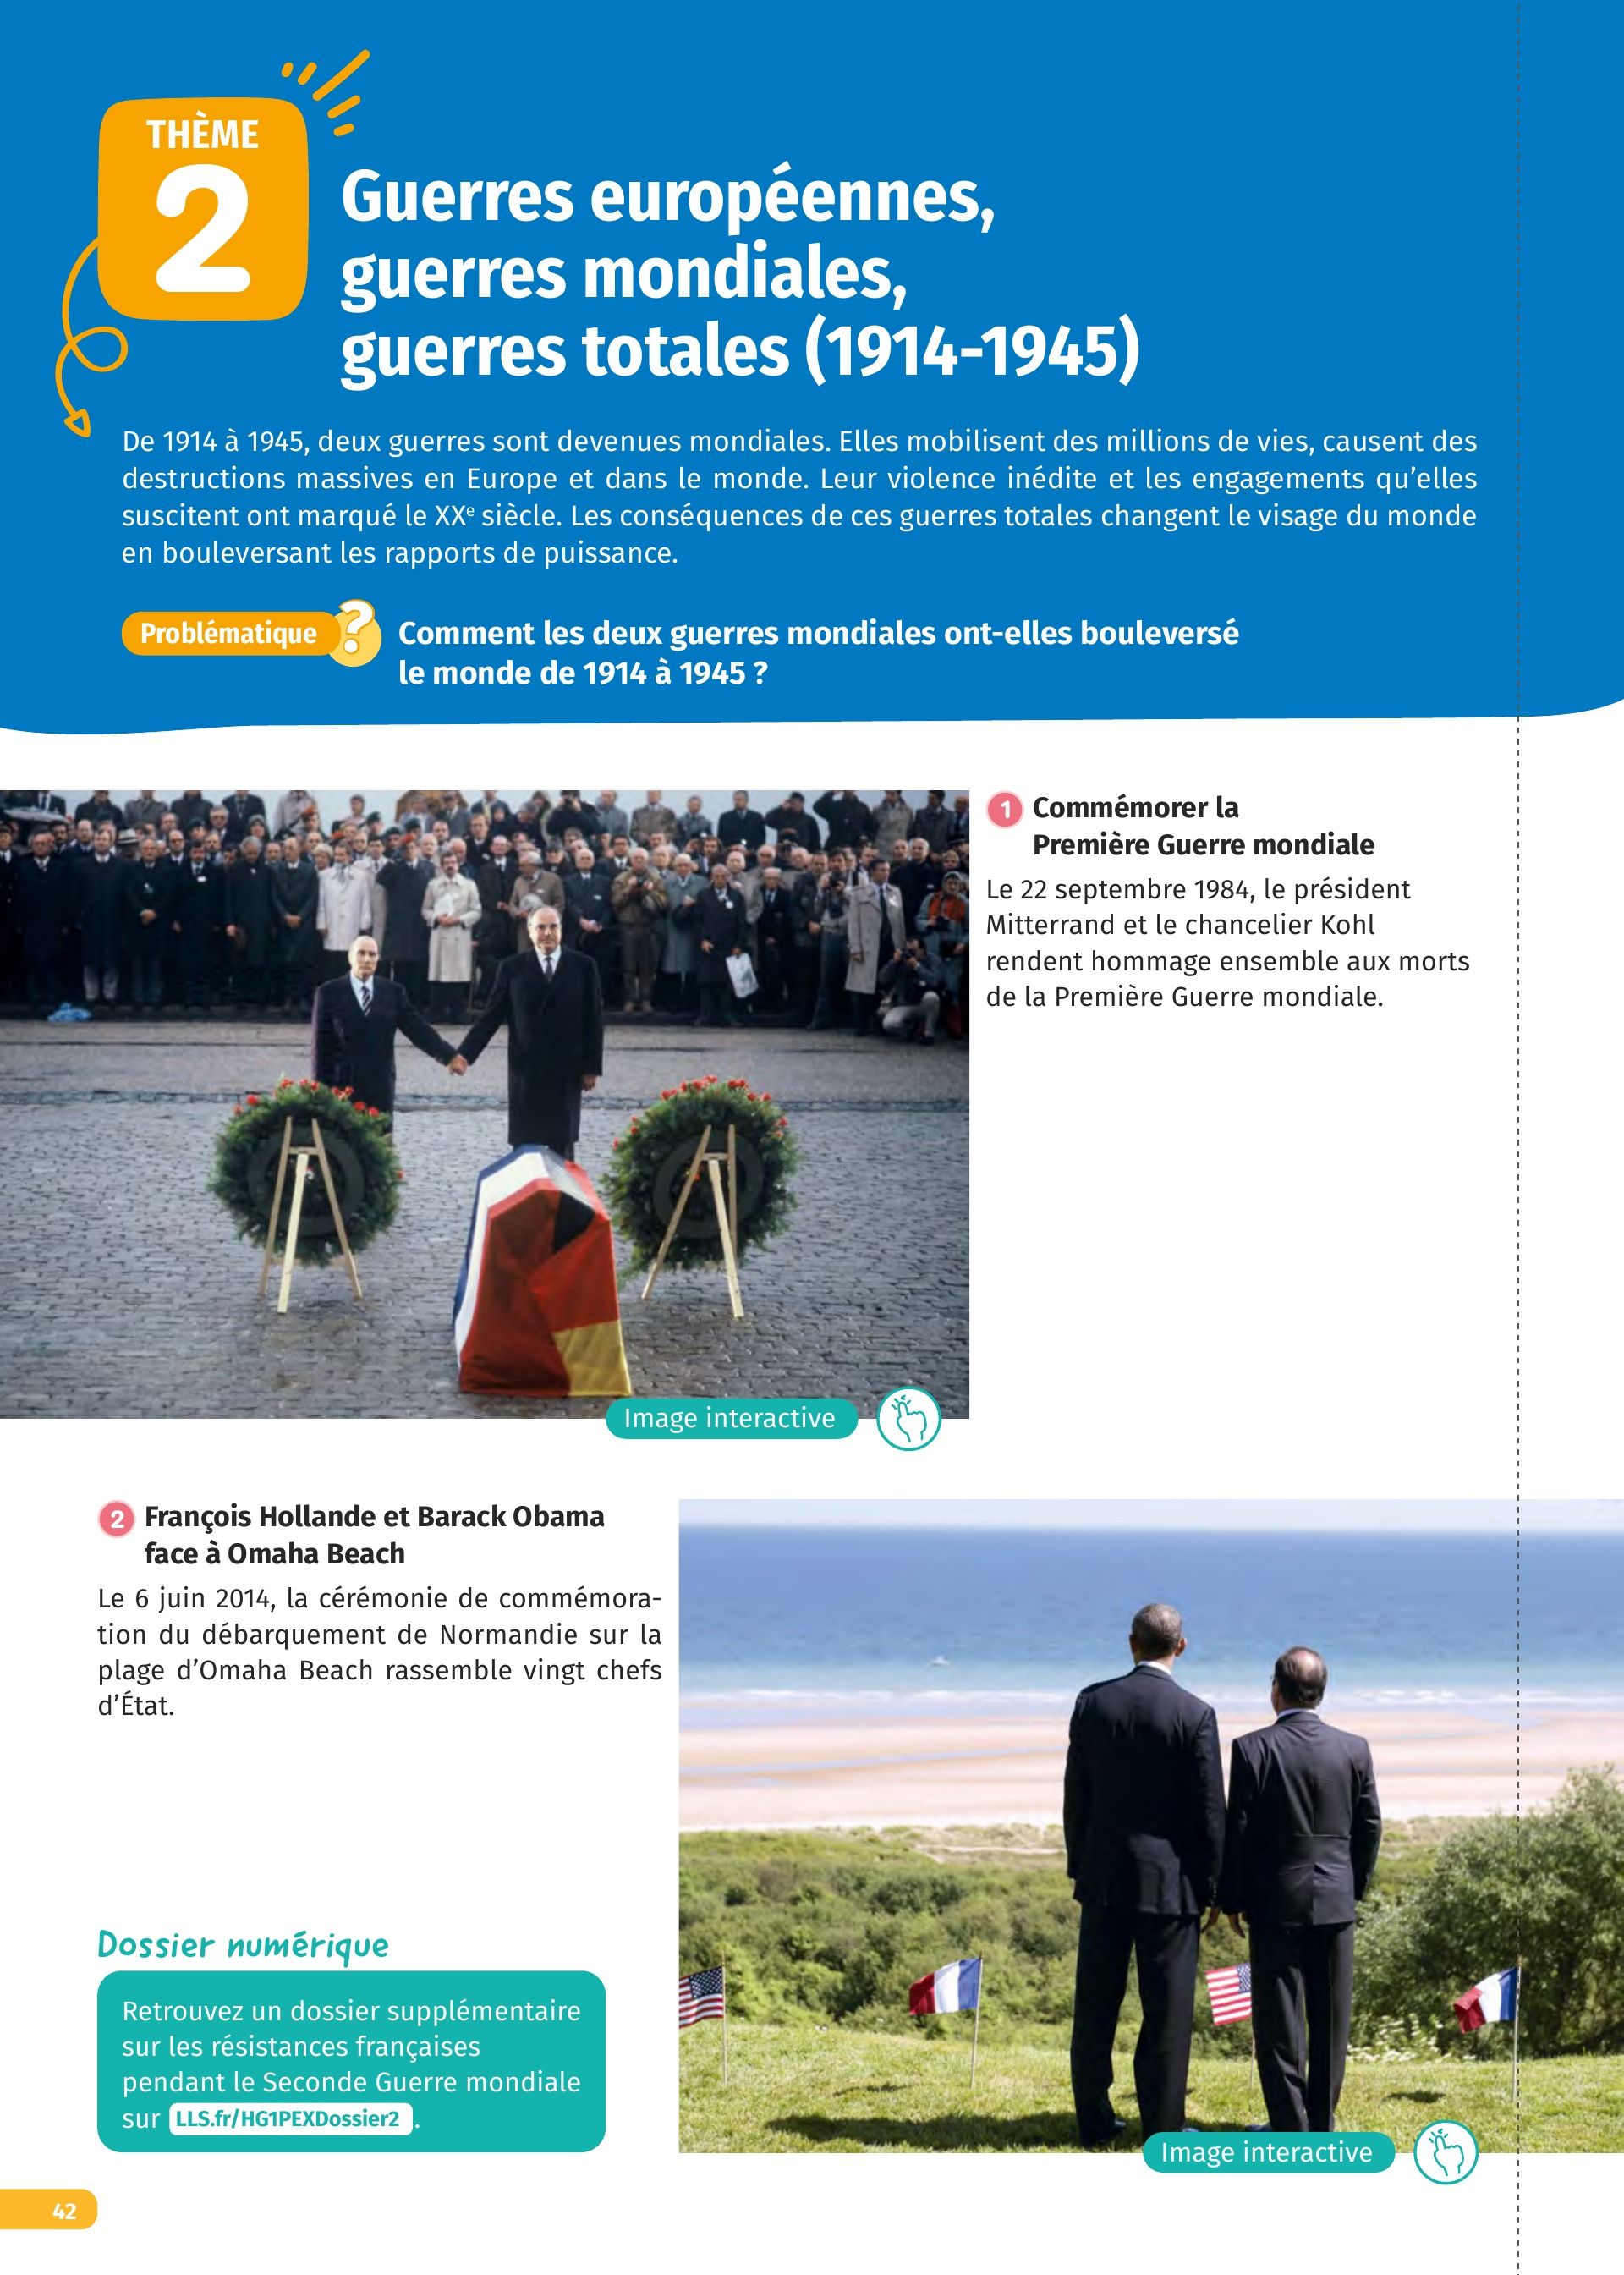 THÈME
2
Guerres européennes,
guerres mondiales,
guerres totales (1914-1945)
De 1914 à 1945, deux guerres sont devenues mondiales. Elles mobilisent des millions de vies, causent des
destructions massives en Europe et dans le monde. Leur violence inédite et les engagements qu’elles
suscitent ont marqué le XXe siècle. Les conséquences de ces guerres totales changent le visage du monde
en bouleversant les rapports de puissance.
Problématique ?
Comment les deux guerres mondiales ont-elles bouleversé
le monde de 1914 à 1945 ?
1 Commémorer la
Première Guerre mondiale
Le 22 septembre 1984, le président
Mitterrand et le chancelier Kohl
rendent hommage ensemble aux morts
de la Première Guerre mondiale.
Image interactive
2 François Hollande et Barack Obama
face à Omaha Beach
Le 6 juin 2014, la cérémonie de commémora-
tion du débarquement de Normandie sur la
plage d’Omaha Beach rassemble vingt chefs
d’État.
Dossier numérique
Retrouvez un dossier supplémentaire
sur les résistances françaises
pendant le Seconde Guerre mondiale
sur LLS.fr/HG1PEXDossier2 .
Image interactive
42